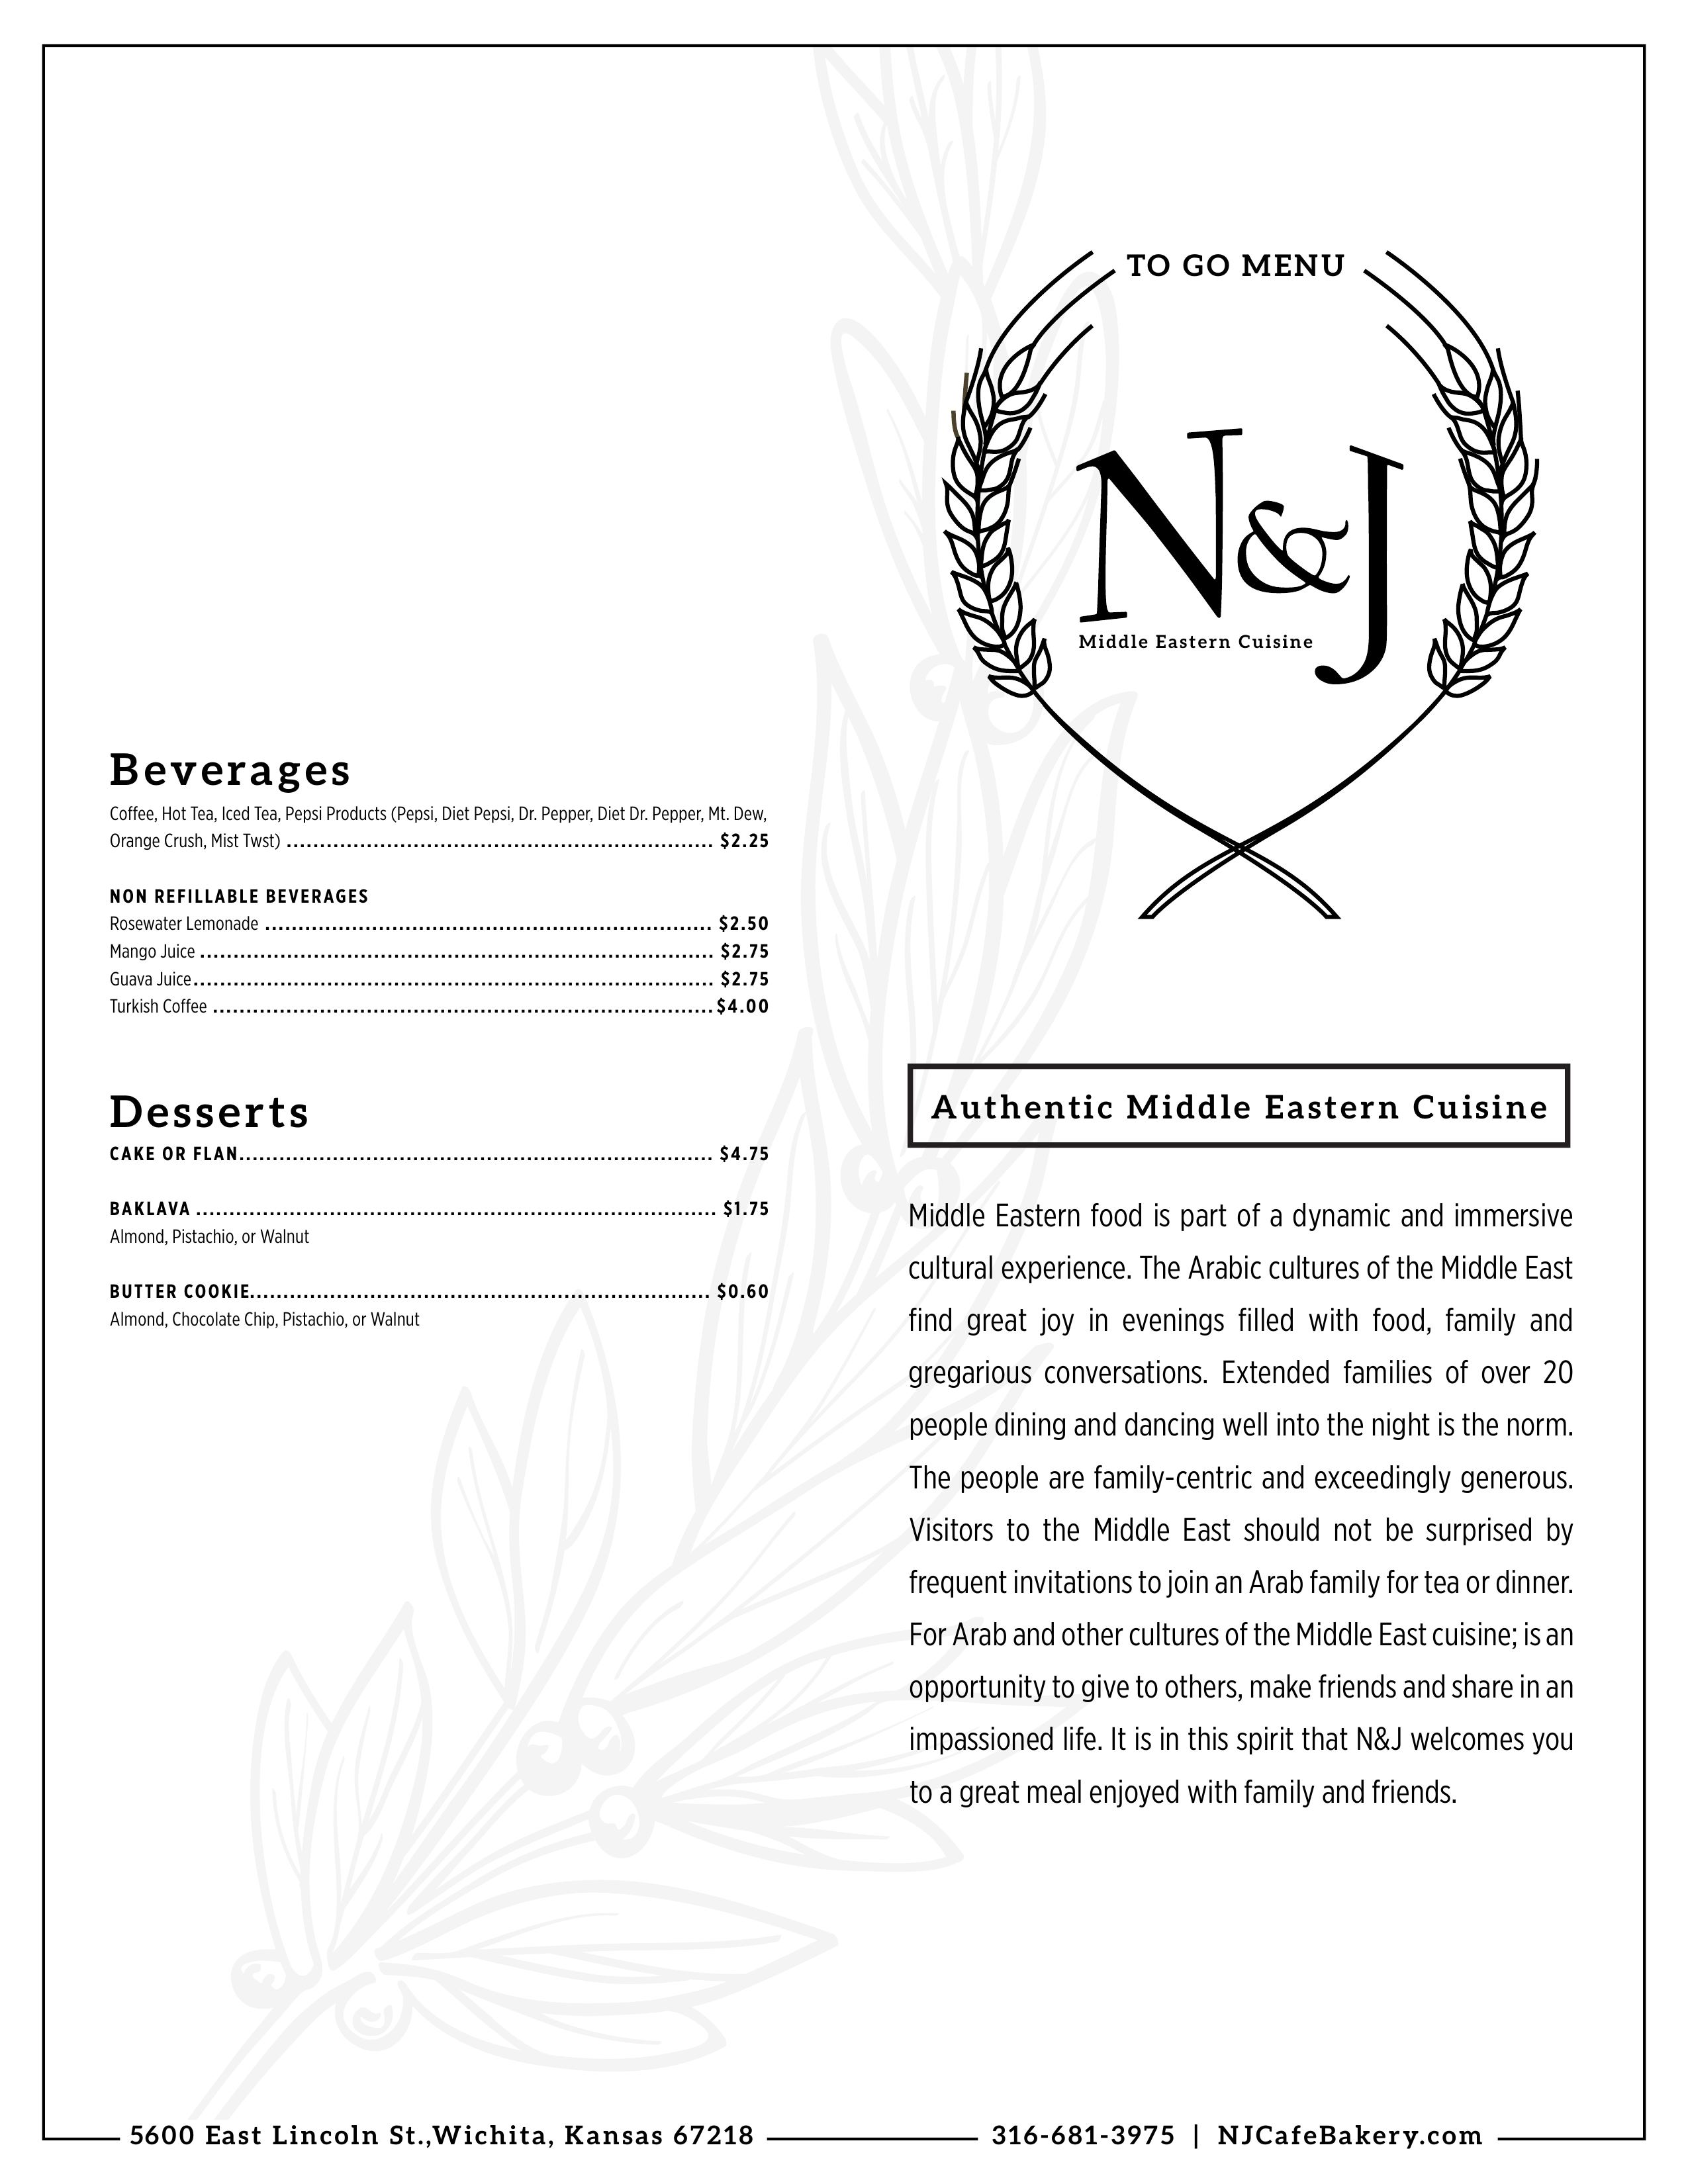 TO GO MENU
N&J
Middle Eastern Cuisine
Beverages
Coffee, Hot Tea, Iced Tea, Pepsi Products (Pepsi, Diet Pepsi, Dr. Pepper, Diet Dr. Pepper, Mt. Dew,
Orange Crush, Mist Twst) ................................................................ $2.25
NON REFILLABLE BEVERAGES
Rosewater Lemonade ................................................................... $2.50
Mango Juice ............................................................................. $2.75
Guava Juice.............................................................................. $2.75
Turkish Coffee ...........................................................................$4.00
Desserts
CAKE OR FLAN....................................................................... $4.75
BAKLAVA .............................................................................. $1.75
Almond, Pistachio, or Walnut
BUTTER COOKIE..................................................................... $0.60
Almond, Chocolate Chip, Pistachio, or Walnut
Authentic Middle Eastern Cuisine
Middle Eastern food is part of a dynamic and immersive
cultural experience. The Arabic cultures of the Middle East
find great joy in evenings filled with food, family and
gregarious conversations. Extended families of over 20
people dining and dancing well into the night is the norm.
The people are family-centric and exceedingly generous.
Visitors to the Middle East should not be surprised by
frequent invitations to join an Arab family for tea or dinner.
For Arab and other cultures of the Middle East cuisine; is an
opportunity to give to others, make friends and share in an
impassioned life. It is in this spirit that N&J welcomes you
to a great meal enjoyed with family and friends.
5600 East Lincoln St.,Wichita, Kansas 67218
316-681-3975 | NJCafeBakery.com